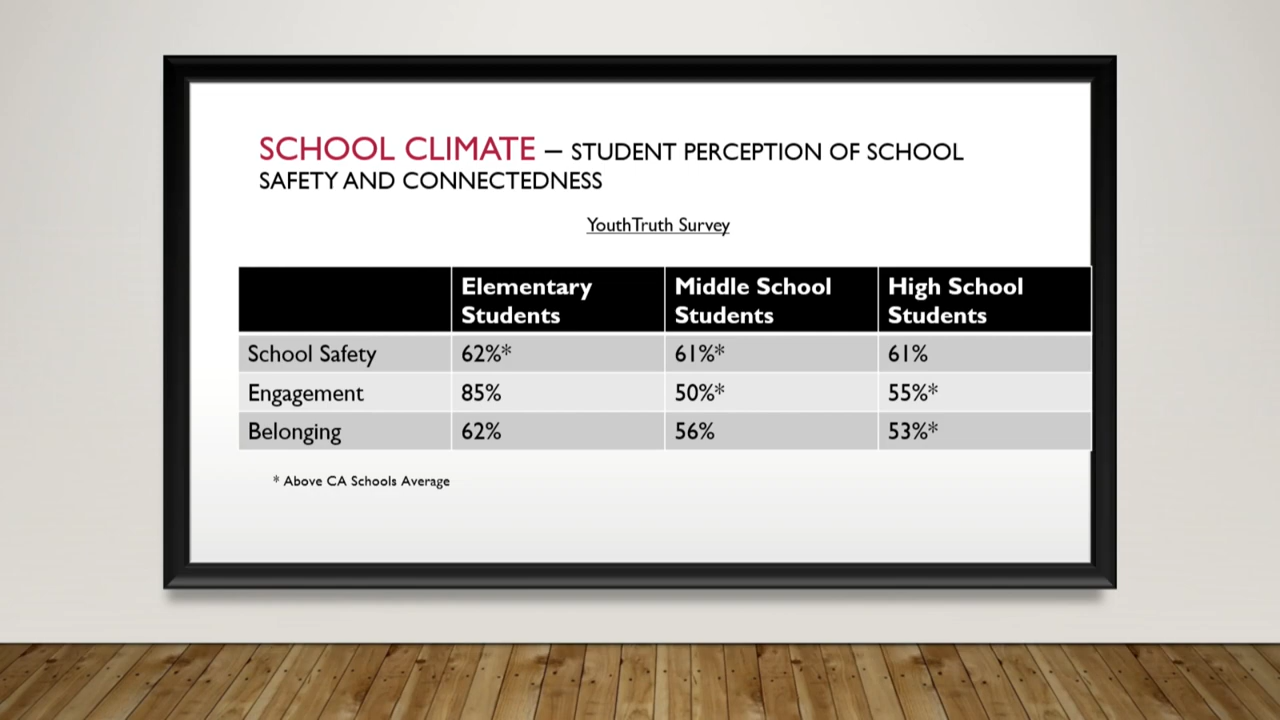 SCHOOL CLIMATE – STUDENT PERCEPTION OF SCHOOL
SAFETY AND CONNECTEDNESS
YouthTruth Survey
Elementary Students Middle School Students High School Students
School Safety 62%* 61%* 61%
Engagement 85% 50%* 55%*
Belonging 62% 56% 53%*
* Above CA Schools Average